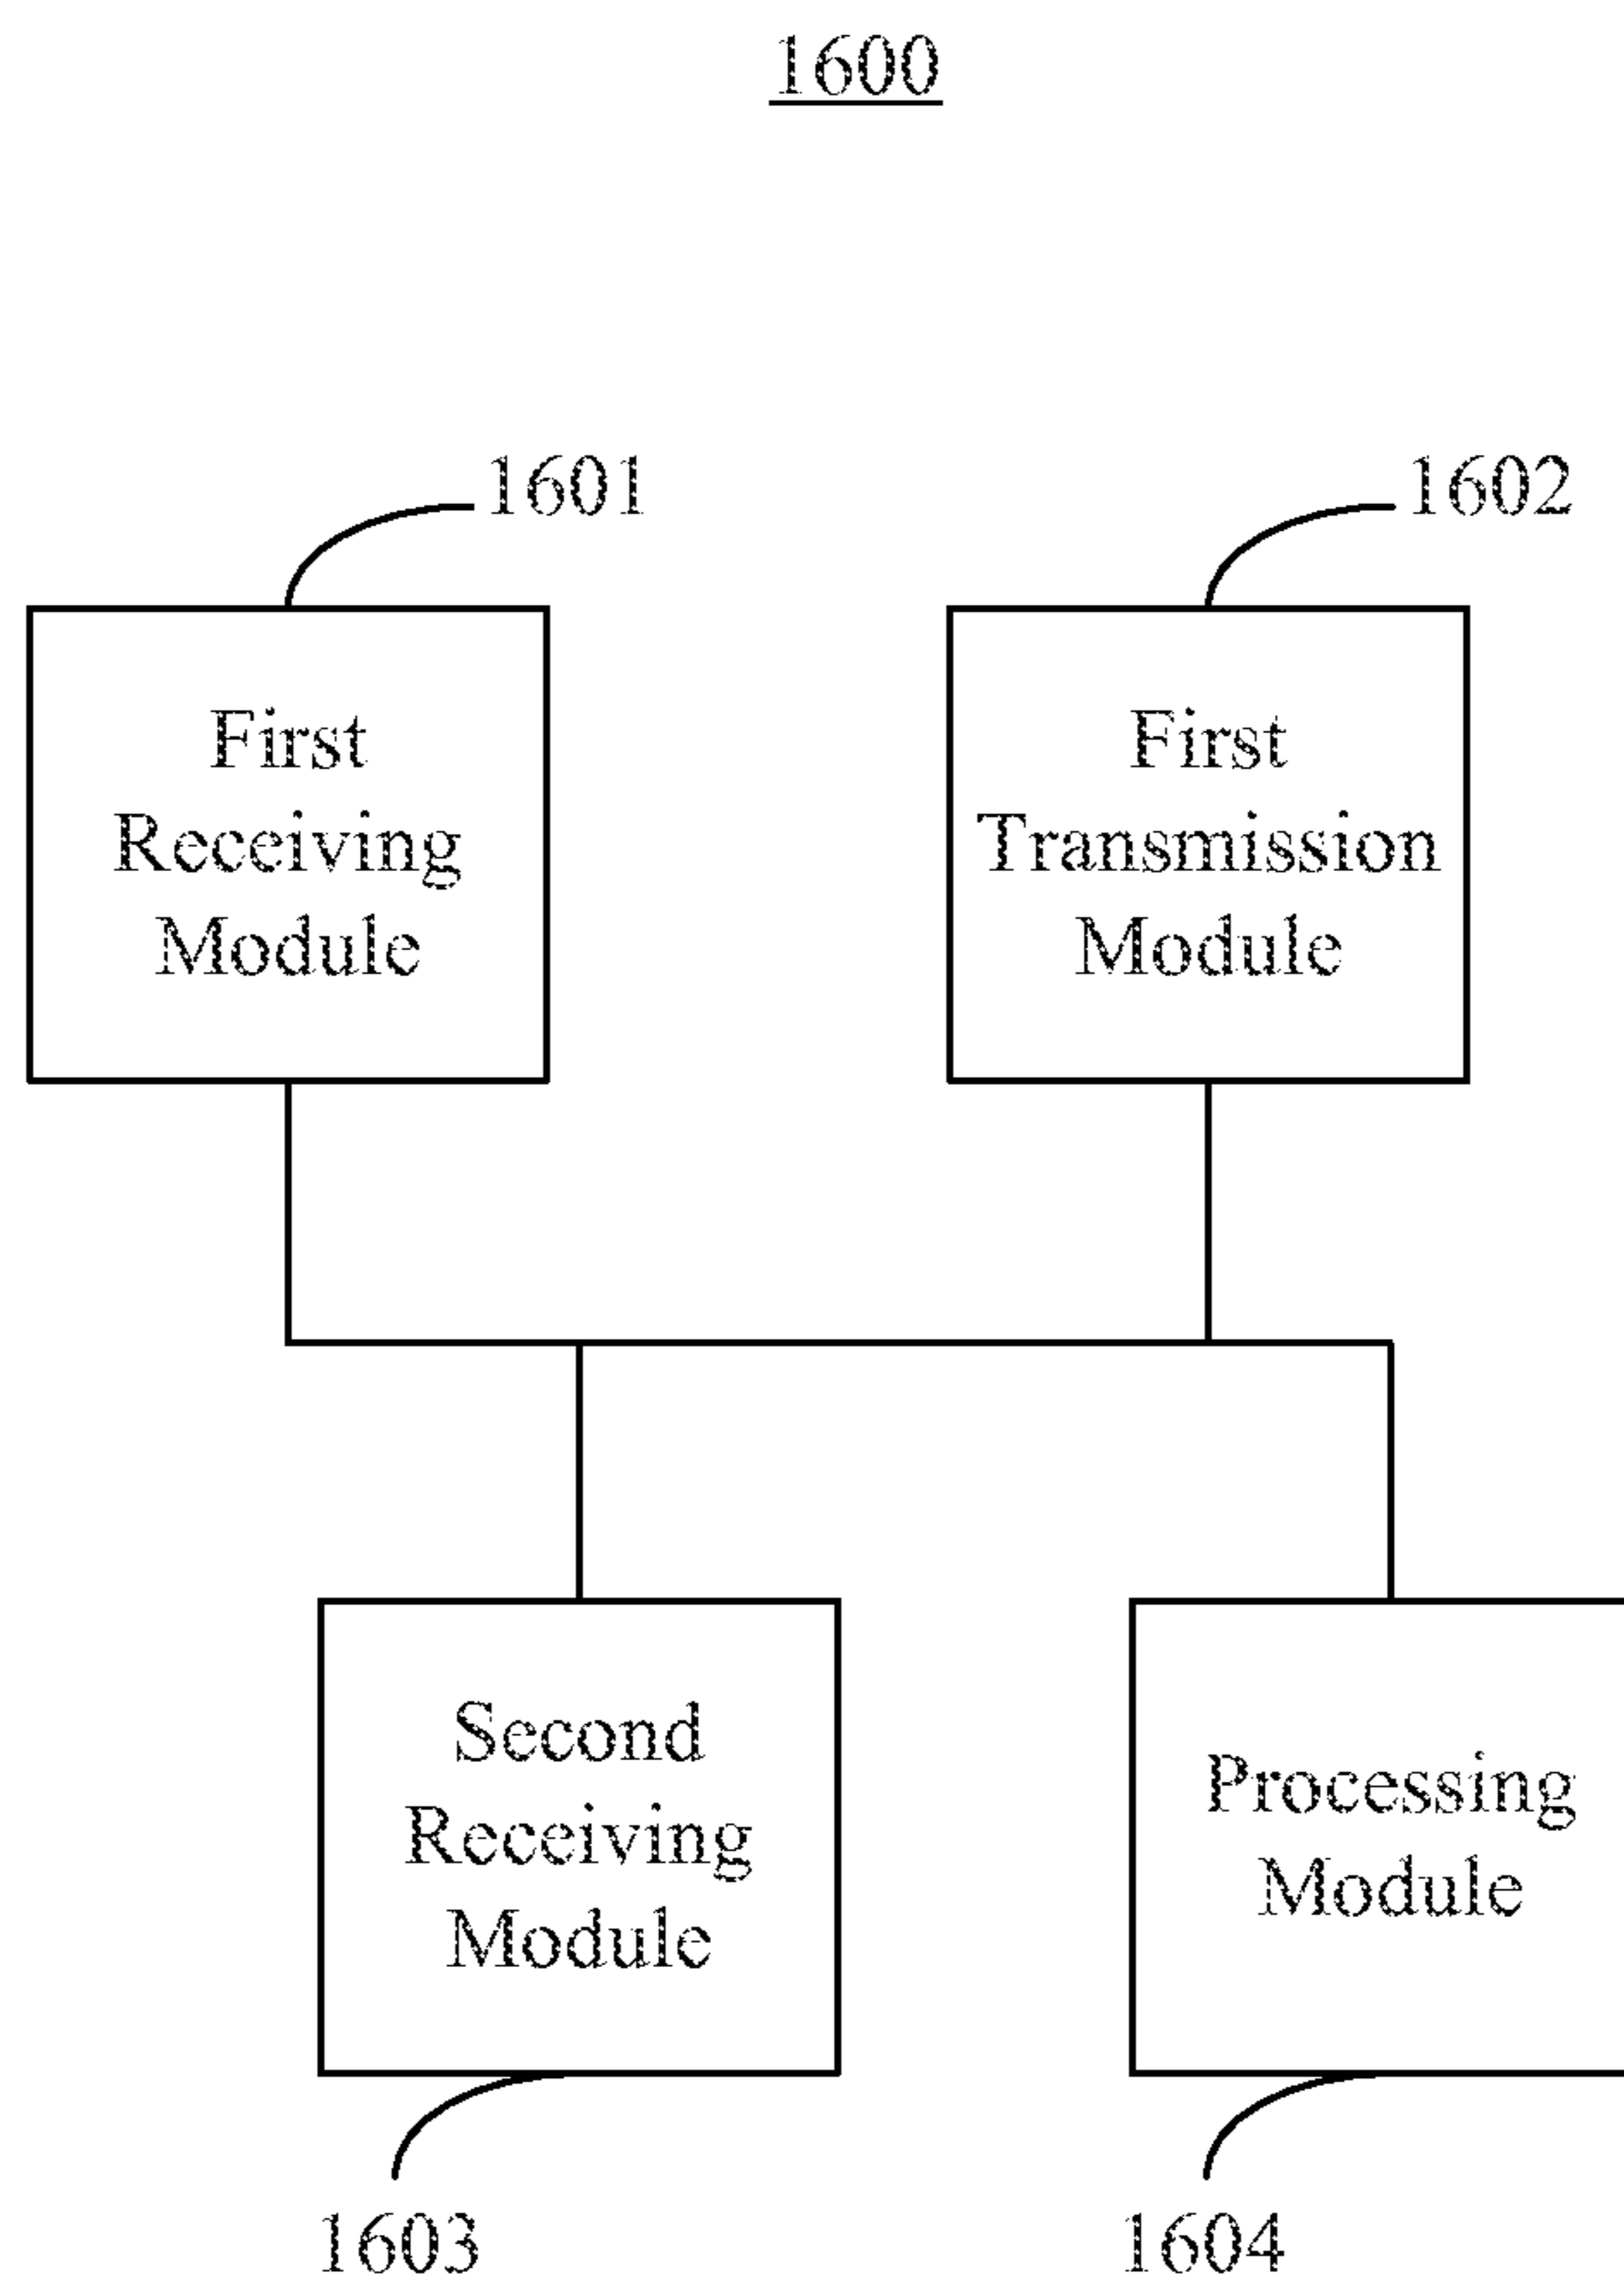 1600
1601
1602
First
Receiving
Module
First
Transmission
Module
Second
Receiving
Module
Processing
Module
1603
1604